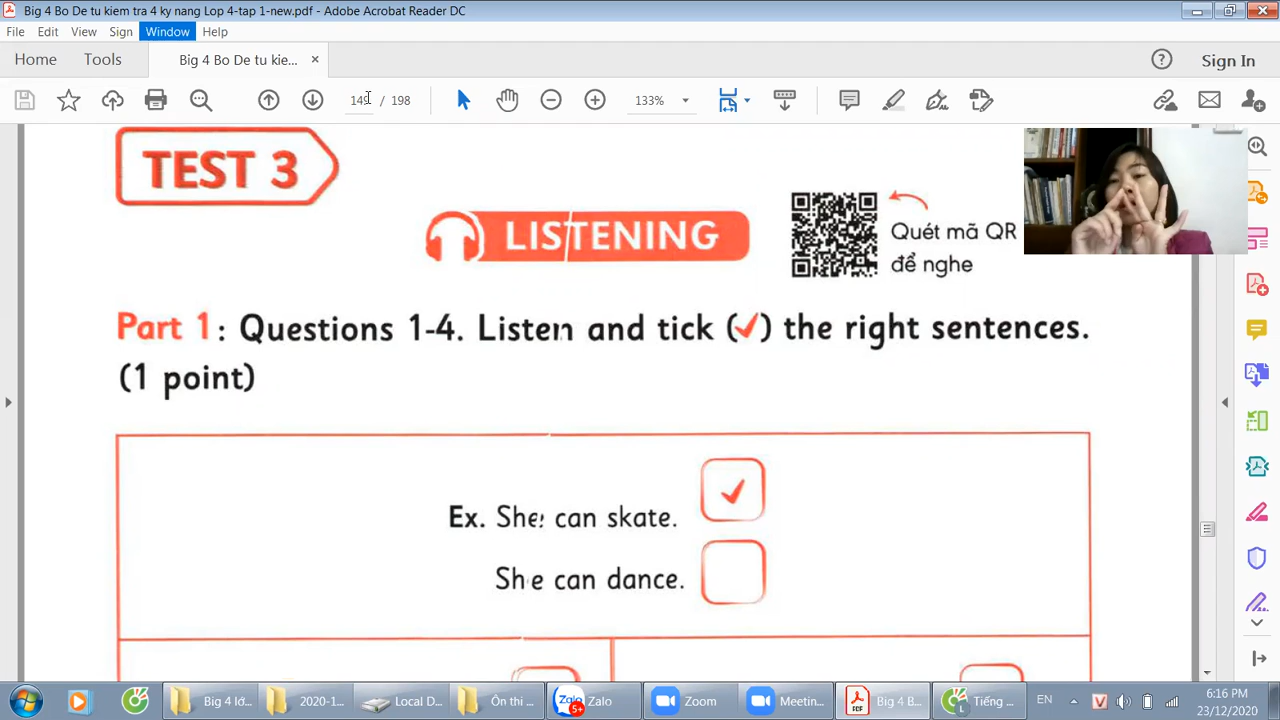 Big 4 Bo De tu kiem tra 4 ky nang Lop 4-tap 1-new.pdf - Adobe Acrobat Reader DC
File Edit View Sign Window Help
Home Tools Big 4 Bo De tu kie... × Sign In
149 / 198 133%
TEST 3
LISTENING
Quét mã QR
để nghe
Part 1: Questions 1-4. Listen and tick (✓) the right sentences.
(1 point)
Ex. She can skate. ✓
She can dance.
Big 4 lớ... 2020-1... Local D... Ôn thi ... Zalo 5+ Zalo Zoom Meetin... PDF Big 4 B... Tiếng ... EN 6:16 PM
23/12/2020